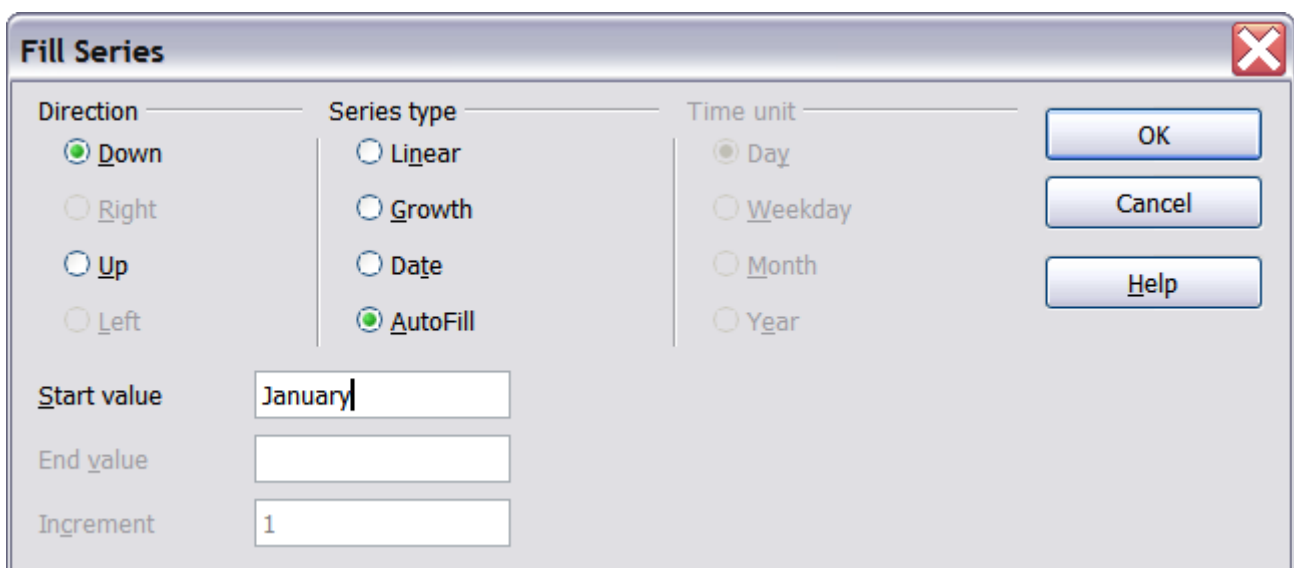 Fill Series
Direction Series type Time unit
Down Linear Day OK
Right Growth Weekday Cancel
Up Date Month Help
Left AutoFill Year
Start value January
End value
Increment 1